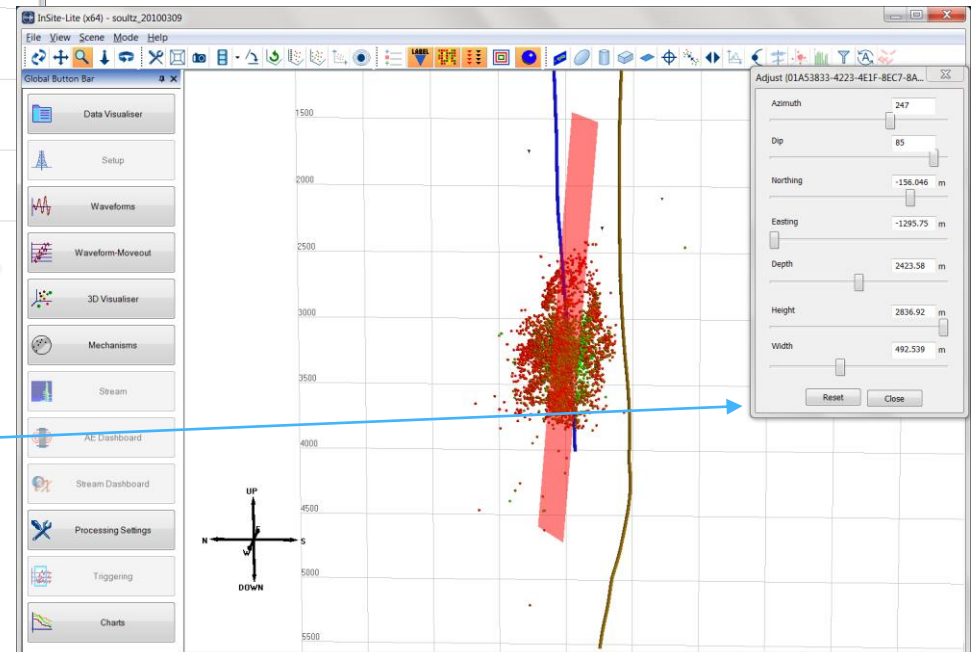 InSite-Lite (x64) - soultz_20100309
File View Scene Mode Help
LABEL
Global Button Bar
Data Visualiser
Setup
Waveforms
Waveform-Moveout
3D Visualiser
Mechanisms
Stream
AE Dashboard
Stream Dashboard
Processing Settings
Triggering
Charts
1500
2000
2500
3000
3500
4000
4500
5000
5500
UP
N E S
W
DOWN
Adjust (01A53833-4223-4E1F-8EC7-8A...
Azimuth 247
Dip 85
Northing -156.046 m
Easting -1295.75 m
Depth 2423.58 m
Height 2836.92 m
Width 492.539 m
Reset Close